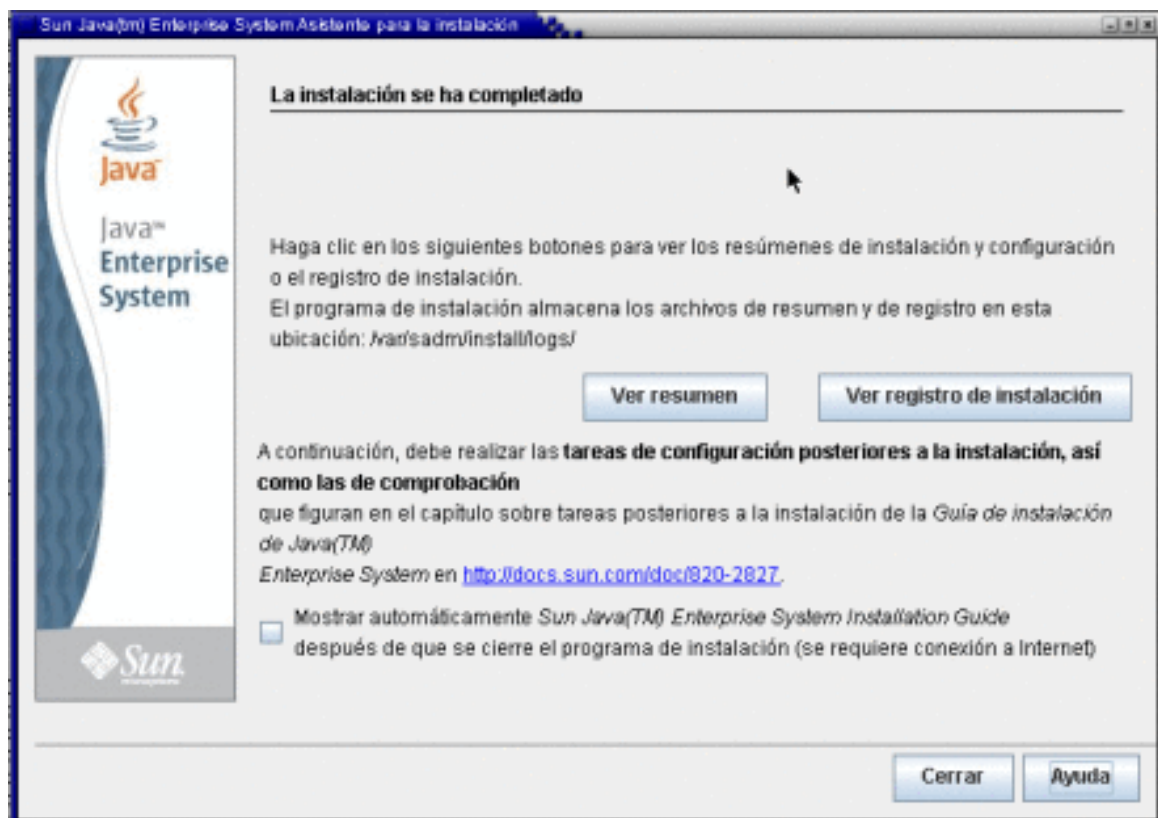 Sun Java(tm) Enterprise System Asistente para la instalación
Java™
Java™
Enterprise
System
Sun
microsystems
La instalación se ha completado
Haga clic en los siguientes botones para ver los resúmenes de instalación y configuración
o el registro de instalación.
El programa de instalación almacena los archivos de resumen y de registro en esta
ubicación: /var/sadm/install/logs/
Ver resumen
Ver registro de instalación
A continuación, debe realizar las tareas de configuración posteriores a la instalación, así
como las de comprobación
que figuran en el capítulo sobre tareas posteriores a la instalación de la Guía de instalación
de Java(TM)
Enterprise System en http://docs.sun.com/doc/820-2827.
Mostrar automáticamente Sun Java(TM) Enterprise System Installation Guide
después de que se cierre el programa de instalación (se requiere conexión a Internet)
Cerrar
Ayuda